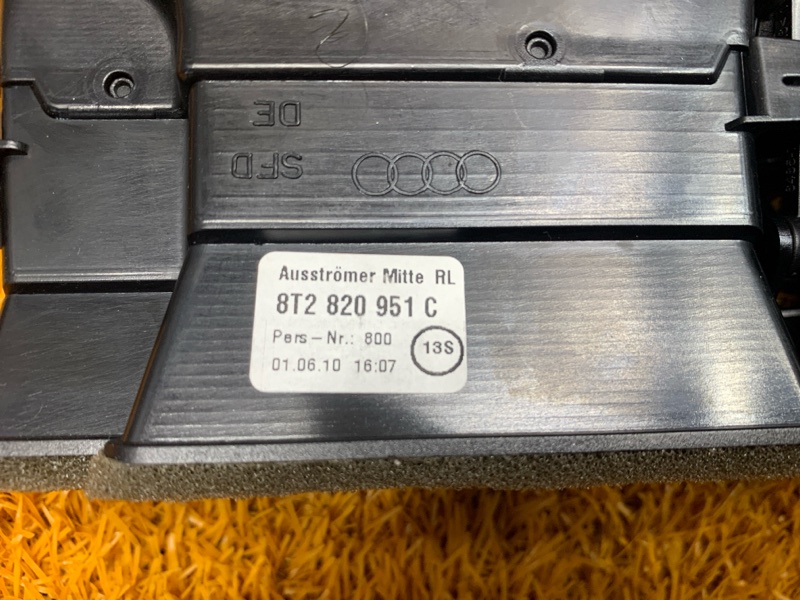 DE
SFD
Ausströmer Mitte RL
8T2 820 951 C
Pers-Nr.: 800
13S
01.06.10 16:07